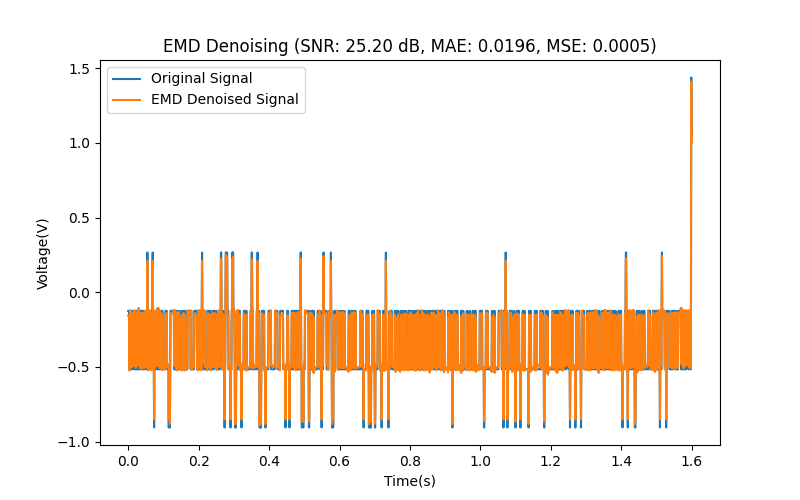 EMD Denoising (SNR: 25.20 dB, MAE: 0.0196, MSE: 0.0005)
Original Signal
EMD Denoised Signal
1.5
1.0
0.5
0.0
−0.5
−1.0
Voltage(V)
0.0 0.2 0.4 0.6 0.8 1.0 1.2 1.4 1.6
Time(s)